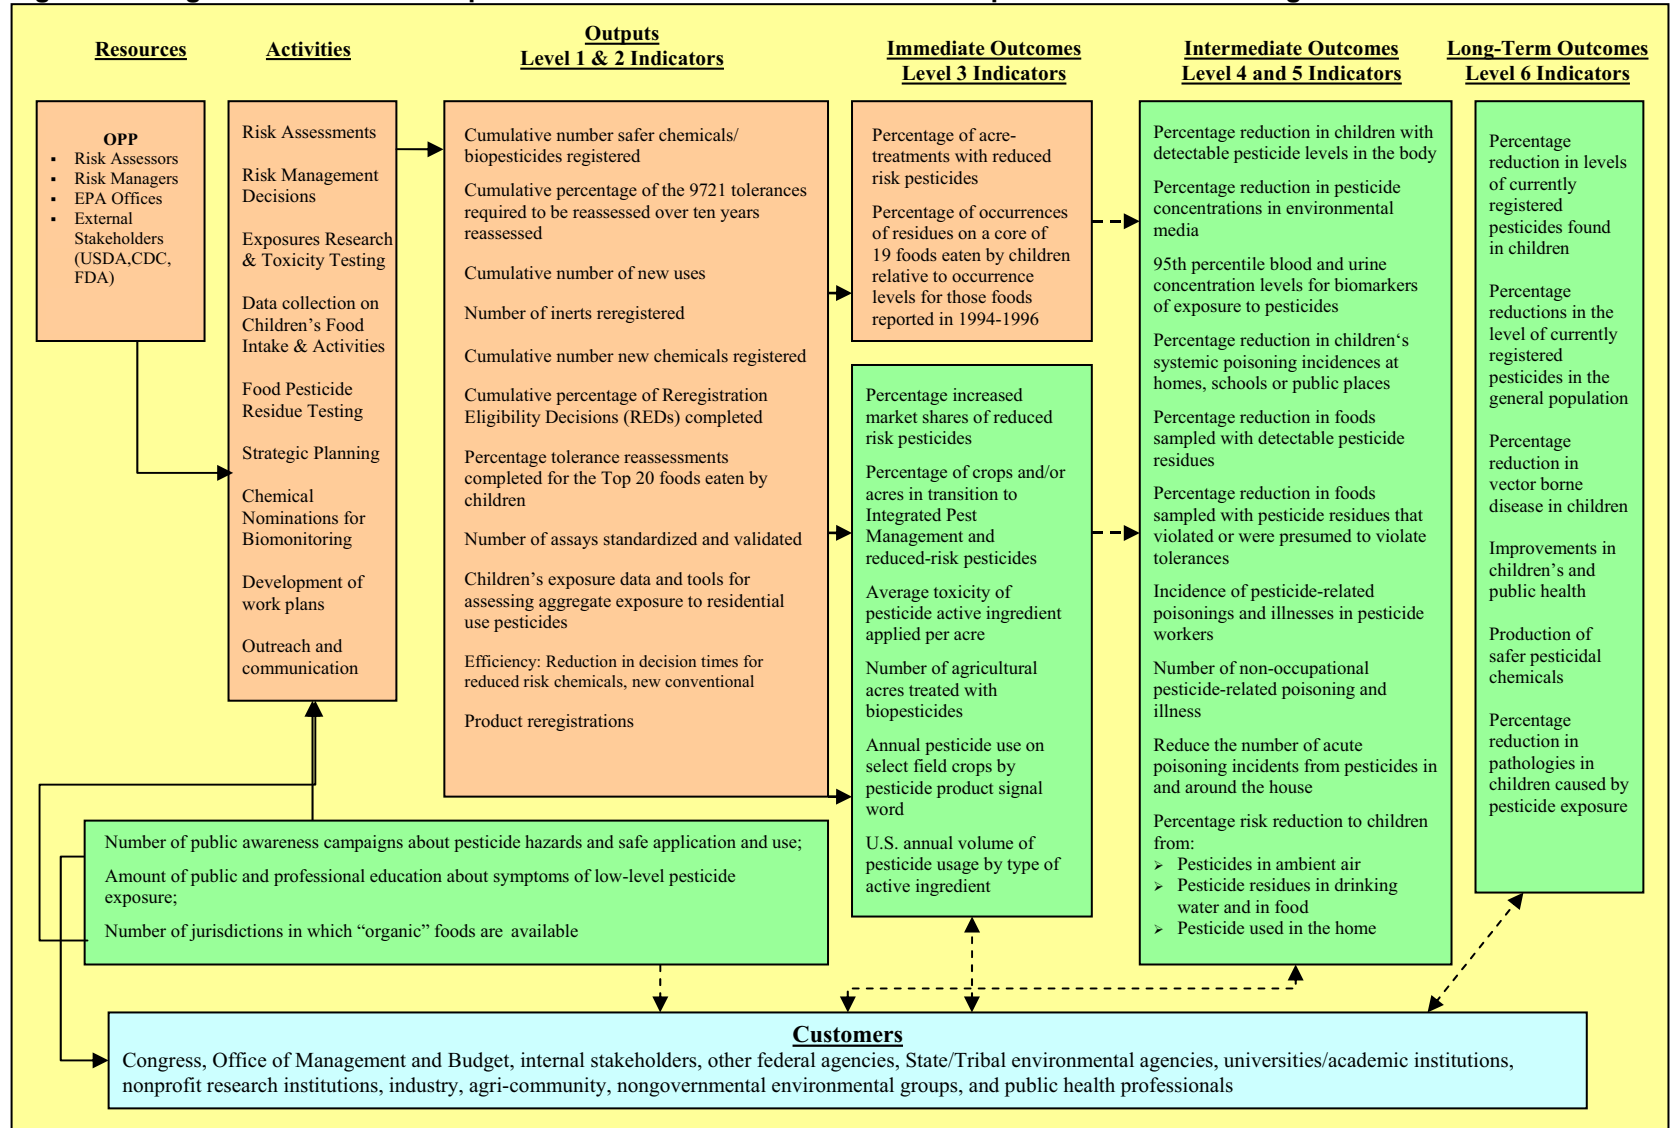 Resources
OPP
▪ Risk Assessors
▪ Risk Managers
▪ EPA Offices
▪ External
Stakeholders
(USDA,CDC,
FDA)
Activities
Risk Assessments
Risk Management
Decisions
Exposures Research
& Toxicity Testing
Data collection on
Children’s Food
Intake & Activities
Food Pesticide
Residue Testing
Strategic Planning
Chemical
Nominations for
Biomonitoring
Development of
work plans
Outreach and
communication
Outputs
Level 1 & 2 Indicators
Cumulative number safer chemicals/
biopesticides registered
Cumulative percentage of the 9721 tolerances
required to be reassessed over ten years
reassessed
Cumulative number of new uses
Number of inerts reregistered
Cumulative number new chemicals registered
Cumulative percentage of Reregistration
Eligibility Decisions (REDs) completed
Percentage tolerance reassessments
completed for the Top 20 foods eaten by
children
Number of assays standardized and validated
Children’s exposure data and tools for
assessing aggregate exposure to residential
use pesticides
Efficiency: Reduction in decision times for
reduced risk chemicals, new conventional
Product reregistrations
Immediate Outcomes
Level 3 Indicators
Percentage of acre-
treatments with reduced
risk pesticides
Percentage of occurrences
of residues on a core of
19 foods eaten by children
relative to occurrence
levels for those foods
reported in 1994-1996
Percentage increased
market shares of reduced
risk pesticides
Percentage of crops and/or
acres in transition to
Integrated Pest
Management and
reduced-risk pesticides
Average toxicity of
pesticide active ingredient
applied per acre
Number of agricultural
acres treated with
biopesticides
Annual pesticide use on
select field crops by
pesticide product signal
word
U.S. annual volume of
pesticide usage by type of
active ingredient
Intermediate Outcomes
Level 4 and 5 Indicators
Percentage reduction in children with
detectable pesticide levels in the body
Percentage reduction in pesticide
concentrations in environmental
media
95th percentile blood and urine
concentration levels for biomarkers
of exposure to pesticides
Percentage reduction in children‘s
systemic poisoning incidences at
homes, schools or public places
Percentage reduction in foods
sampled with detectable pesticide
residues
Percentage reduction in foods
sampled with pesticide residues that
violated or were presumed to violate
tolerances
Incidence of pesticide-related
poisonings and illnesses in pesticide
workers
Number of non-occupational
pesticide-related poisoning and
illness
Reduce the number of acute
poisoning incidents from pesticides in
and around the house
Percentage risk reduction to children
from:
➢ Pesticides in ambient air
➢ Pesticide residues in drinking
water and in food
➢ Pesticide used in the home
Long-Term Outcomes
Level 6 Indicators
Percentage
reduction in levels
of currently
registered
pesticides found
in children
Percentage
reductions in the
level of currently
registered
pesticides in the
general population
Percentage
reduction in
vector borne
disease in children
Improvements in
children’s and
public health
Production of
safer pesticidal
chemicals
Percentage
reduction in
pathologies in
children caused by
pesticide exposure
Number of public awareness campaigns about pesticide hazards and safe application and use;
Amount of public and professional education about symptoms of low-level pesticide
exposure;
Number of jurisdictions in which “organic” foods are available
Customers
Congress, Office of Management and Budget, internal stakeholders, other federal agencies, State/Tribal environmental agencies, universities/academic institutions,
nonprofit research institutions, industry, agri-community, nongovernmental environmental groups, and public health professionals